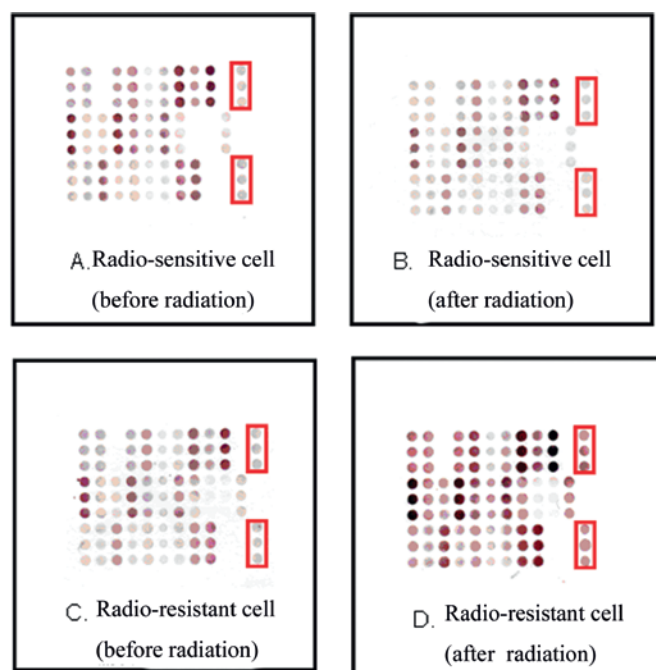 A. Radio-sensitive cell
(before radiation)
B. Radio-sensitive cell
(after radiation)
C. Radio-resistant cell
(before radiation)
D. Radio-resistant cell
(after radiation)